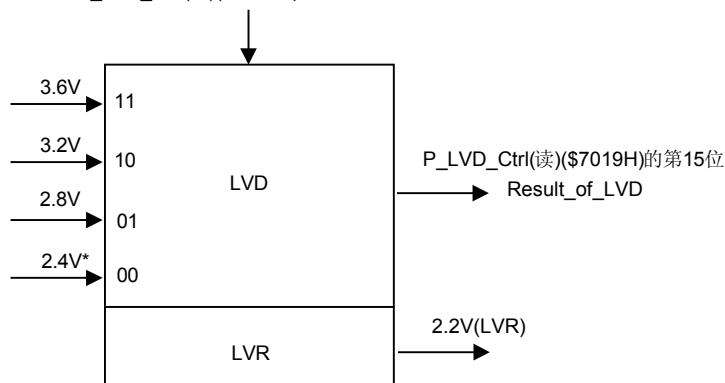 3.6V
11
3.2V
10
LVD
P_LVD_Ctrl(读)($7019H)的第15位
Result_of_LVD
2.8V
01
2.4V*
00
2.2V(LVR)
LVR